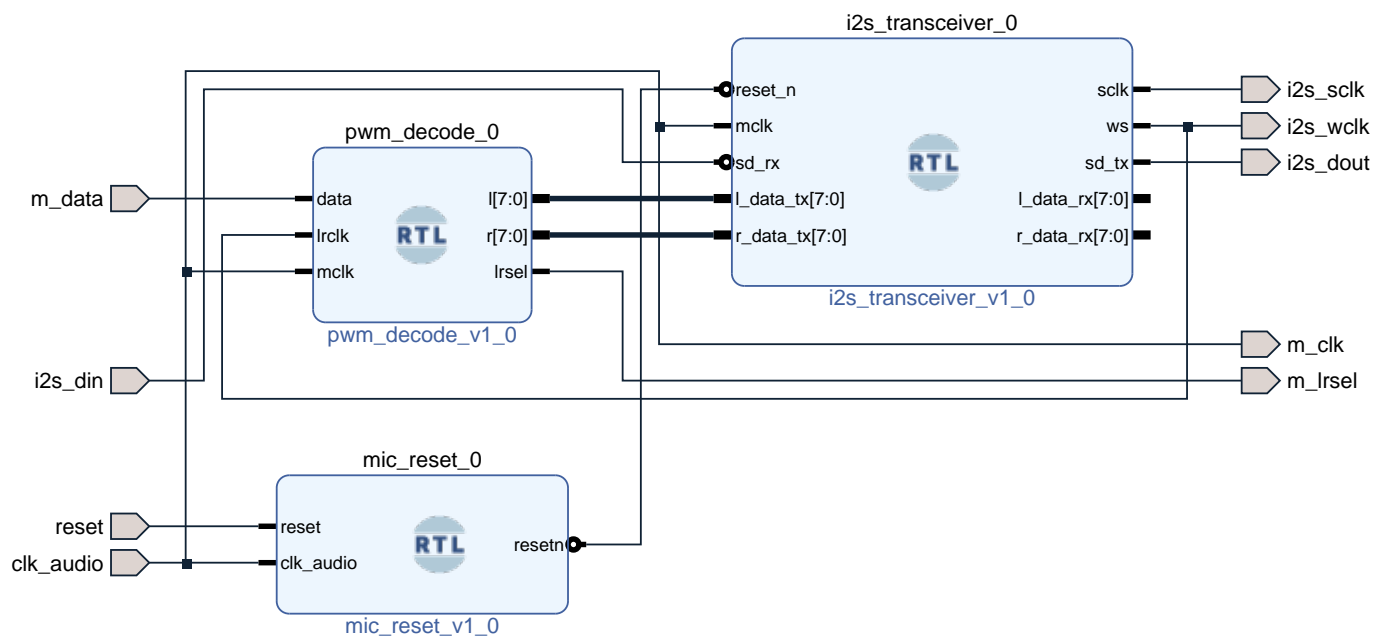 i2s_transceiver_0
reset_n
mclk
sd_rx
l_data_tx[7:0]
r_data_tx[7:0]
RTL
sclk
ws
sd_tx
l_data_rx[7:0]
r_data_rx[7:0]
i2s_transceiver_v1_0
i2s_sclk
i2s_wclk
i2s_dout
pwm_decode_0
m_data
data
lrclk
mclk
RTL
l[7:0]
r[7:0]
lrsel
pwm_decode_v1_0
m_clk
m_lrsel
i2s_din
mic_reset_0
reset
clk_audio
reset
clk_audio
RTL
resetn
mic_reset_v1_0